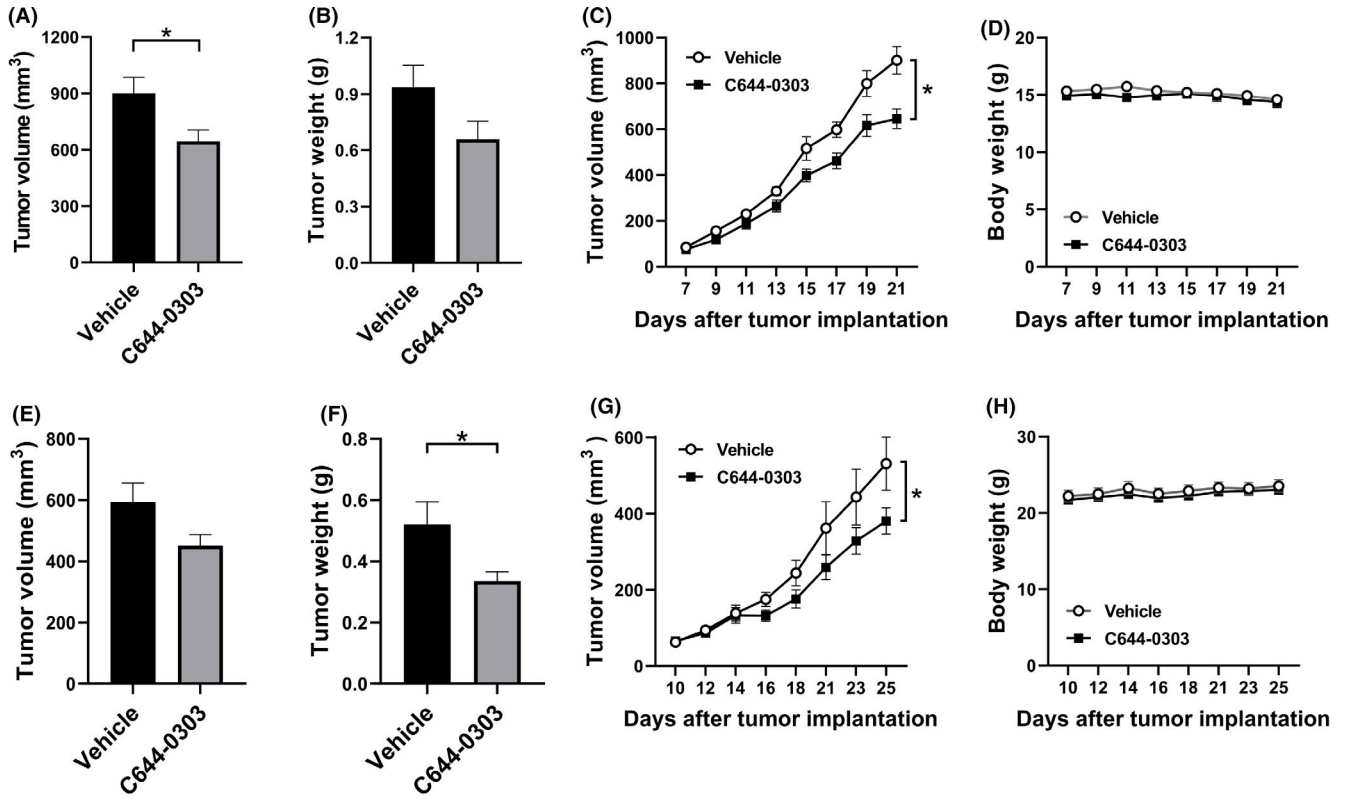 (A)
Tumor volume (mm³)
1200
900
600
300
0
*
Vehicle
C644-0303
(B)
Tumor weight (g)
1.2
0.9
0.6
0.3
0.0
Vehicle
C644-0303
(C)
Tumor volume (mm³)
1000
800
600
400
200
0
Vehicle
C644-0303
*
7 9 11 13 15 17 19 21
Days after tumor implantation
(D)
Body weight (g)
20
15
10
5
0
Vehicle
C644-0303
7 9 11 13 15 17 19 21
Days after tumor implantation
(E)
Tumor volume (mm³)
800
600
400
200
0
Vehicle
C644-0303
(F)
Tumor weight (g)
0.8
0.6
0.4
0.2
0.0
*
Vehicle
C644-0303
(G)
Tumor volume (mm³)
600
400
200
0
Vehicle
C644-0303
*
10 12 14 16 18 21 23 25
Days after tumor implantation
(H)
Body weight (g)
30
20
10
0
Vehicle
C644-0303
10 12 14 16 18 21 23 25
Days after tumor implantation